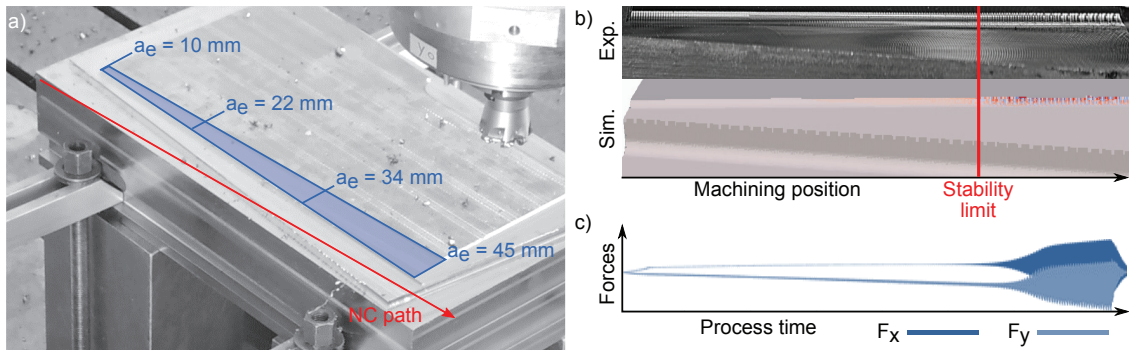 a)
a_e = 10 mm
a_e = 22 mm
a_e = 34 mm
a_e = 45 mm
NC path
b)
Exp.
Sim.
Machining position
Stability
limit
c)
Forces
Process time
F_x
F_y